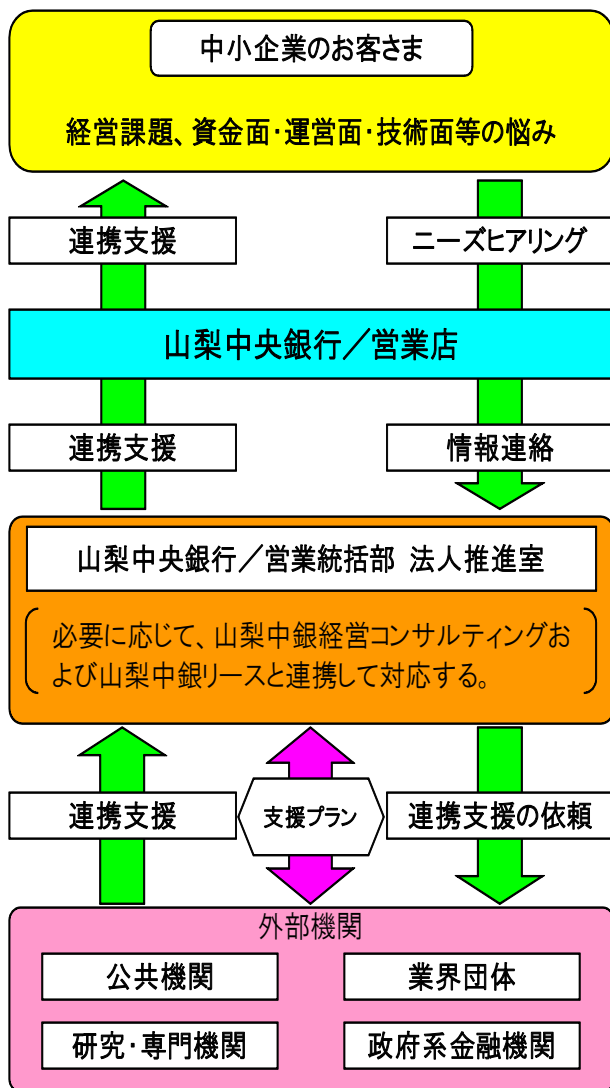 中小企業のお客さま
経営課題、資金面・運営面・技術面等の悩み
連携支援
ニーズヒアリング
山梨中央銀行／営業店
連携支援
情報連絡
山梨中央銀行／営業統括部 法人推進室
必要に応じて、山梨中銀経営コンサルティングお
よび山梨中銀リースと連携して対応する。
連携支援
支援プラン
連携支援の依頼
外部機関
公共機関
業界団体
研究・専門機関
政府系金融機関